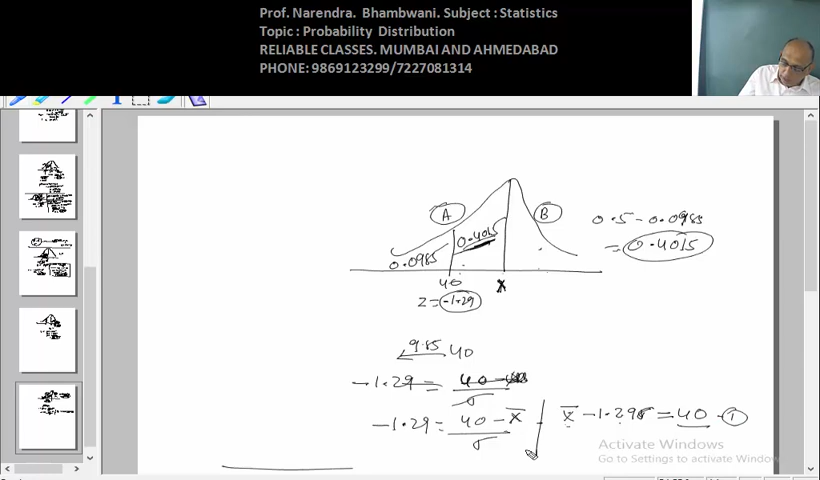 Prof. Narendra. Bhambwani. Subject : Statistics
Topic : Probability Distribution
RELIABLE CLASSES. MUMBAI AND AHMEDABAD
PHONE: 9869123299/7227081314
A
B
0.5 - 0.0985
0.4015
= 0.4015
0.0985
40
x̄
z = -1.29
9.85 40
-1.29 = 40 -
σ
-1.29 = 40 - x̄
σ
x̄ - 1.29σ = 40 - ①
Activate Windows
Go to Settings to activate Windows.